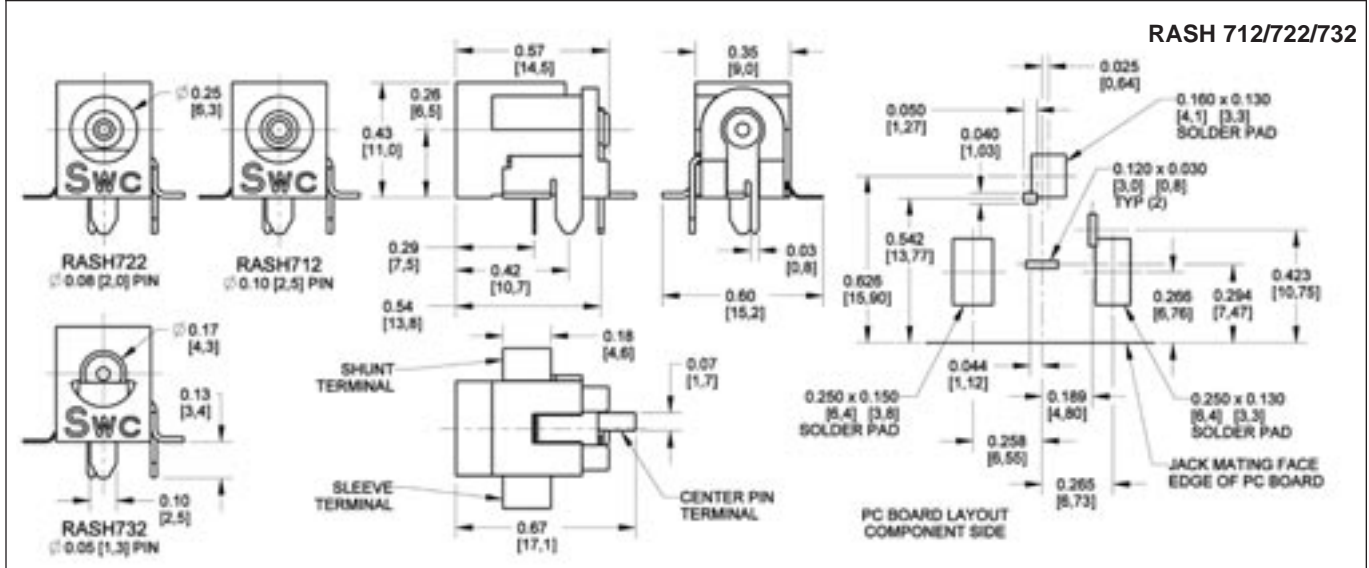 RASH 712/722/732
Ø 0.25
[6,3]
Swc
RASH722
Ø 0.08 [2,0] PIN
Swc
RASH712
Ø 0.10 [2,5] PIN
0.57
[14,5]
0.26
[6,5]
0.43
[11,0]
0.29
[7,5]
0.42
[10,7]
0.54
[13,8]
0.35
[9,0]
0.03
[0,8]
0.60
[15,2]
Ø 0.17
[4,3]
Swc
0.13
[3,4]
0.10
[2,5]
RASH732
Ø 0.05 [1,3] PIN
SHUNT
TERMINAL
0.18
[4,6]
0.07
[1,7]
SLEEVE
TERMINAL
0.67
[17,1]
CENTER PIN
TERMINAL
0.025
[0,64]
0.050
[1,27]
0.040
[1,03]
0.160 x 0.130
[4,1] [3,3]
SOLDER PAD
0.120 x 0.030
[3,0] [0,8]
TYP (2)
0.542
[13,77]
0.626
[15,90]
0.266
[6,76]
0.294
[7,47]
0.423
[10,75]
0.044
[1,12]
0.250 x 0.150
[6,4] [3,8]
SOLDER PAD
0.189
[4,80]
0.250 x 0.130
[6,4] [3,3]
SOLDER PAD
0.258
[6,55]
0.265
[6,73]
JACK MATING FACE
EDGE OF PC BOARD
PC BOARD LAYOUT
COMPONENT SIDE